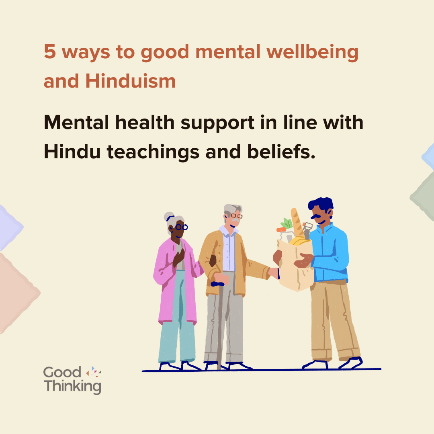 5 ways to good mental wellbeing
and Hinduism
Mental health support in line with
Hindu teachings and beliefs.
Good
Thinking